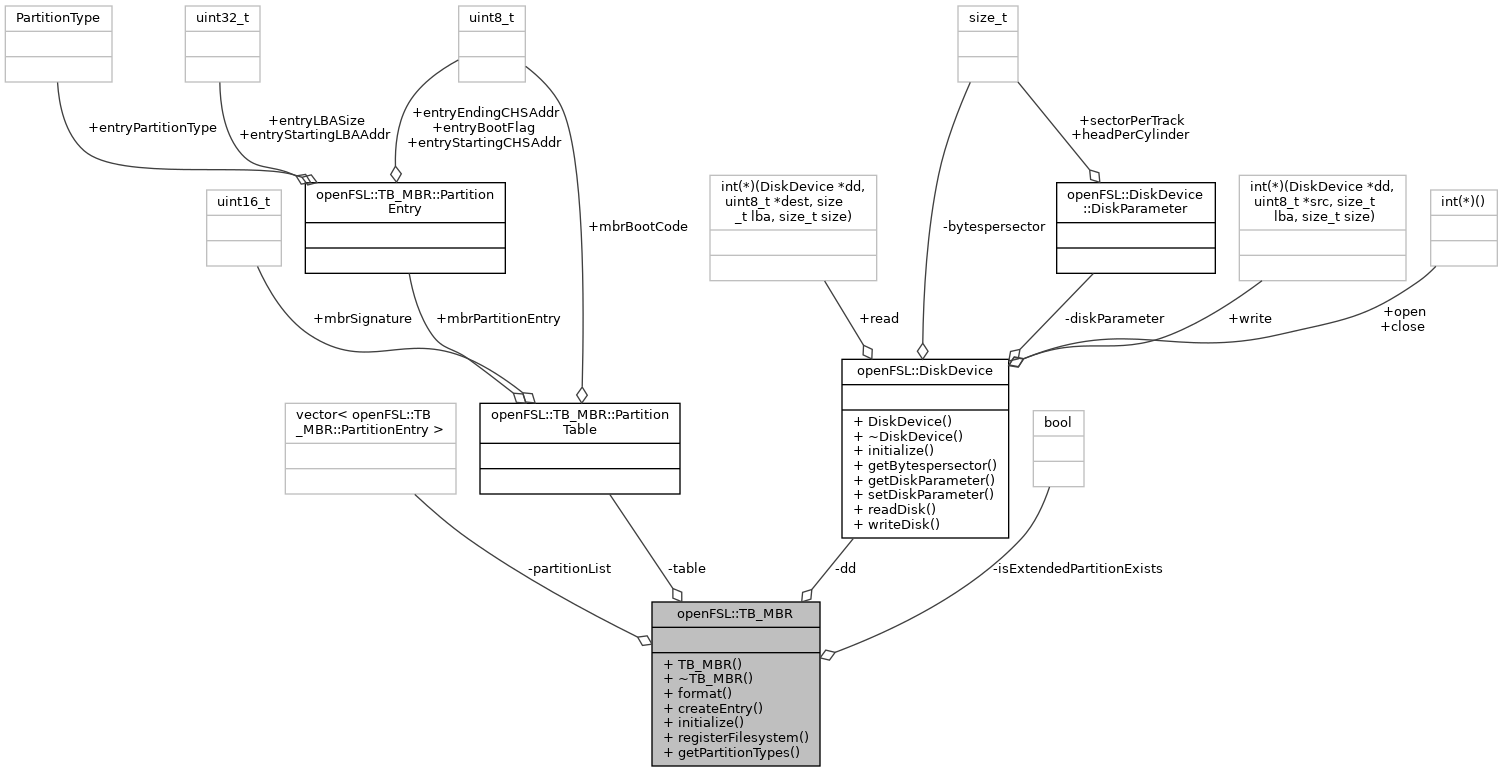 PartitionType
uint32_t
uint8_t
size_t
+entryPartitionType
+entryLBASize
+entryStartingLBAAddr
+entryEndingCHSAddr
+entryBootFlag
+entryStartingCHSAddr
+sectorPerTrack
+headPerCylinder
uint16_t
openFSL::TB_MBR::Partition
Entry
+mbrBootCode
int(*)(DiskDevice *dd,
uint8_t *dest, size
_t lba, size_t size)
-bytespersector
openFSL::DiskDevice
::DiskParameter
int(*)(DiskDevice *dd,
uint8_t *src, size_t
lba, size_t size)
int(*)()
+mbrSignature
+mbrPartitionEntry
+read
-diskParameter
+write
+open
+close
vector< openFSL::TB
_MBR::PartitionEntry >
openFSL::TB_MBR::Partition
Table
openFSL::DiskDevice
+ DiskDevice()
+ ~DiskDevice()
+ initialize()
+ getBytespersector()
+ getDiskParameter()
+ setDiskParameter()
+ readDisk()
+ writeDisk()
bool
-partitionList
-table
-dd
-isExtendedPartitionExists
openFSL::TB_MBR
+ TB_MBR()
+ ~TB_MBR()
+ format()
+ createEntry()
+ initialize()
+ registerFilesystem()
+ getPartitionTypes()